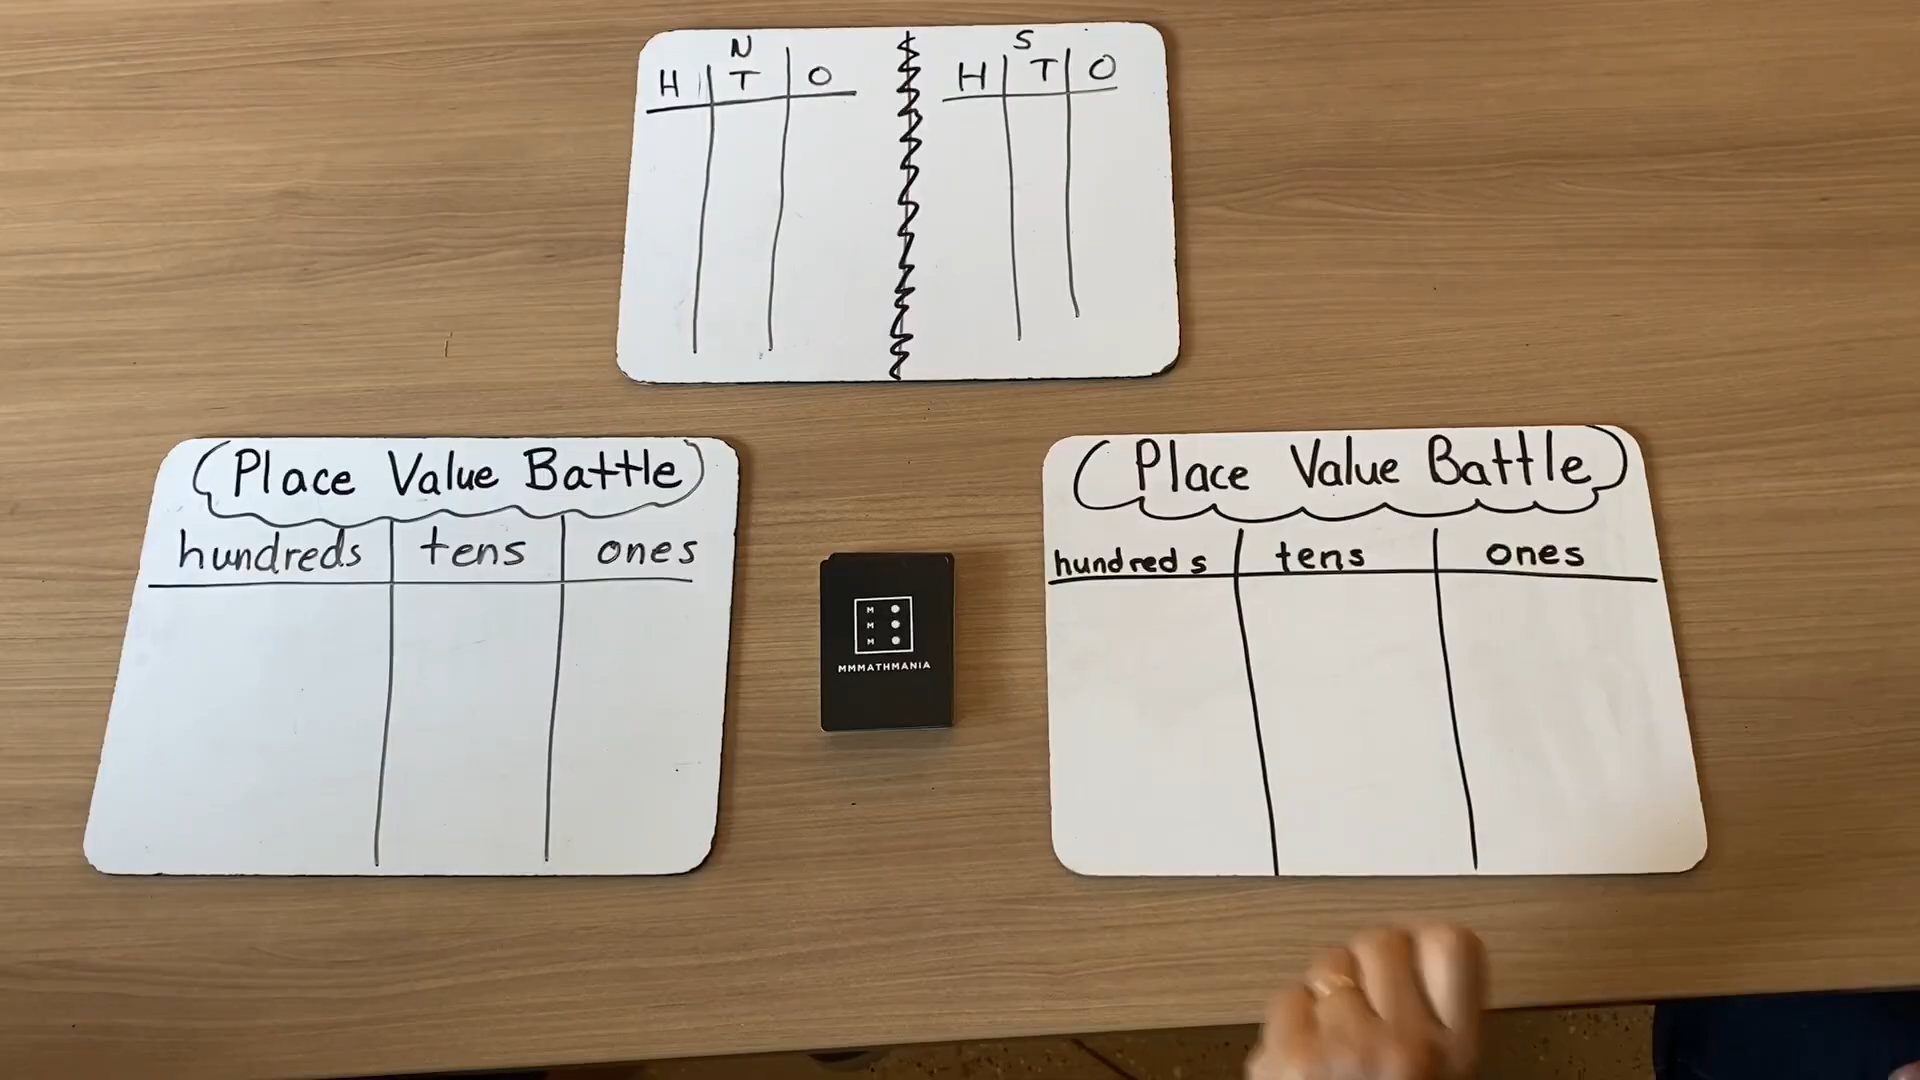 N
H T O
S
H T O
Place Value Battle
hundreds tens ones
M
M
M
MMMATHMANIA
Place Value Battle
hundreds tens ones